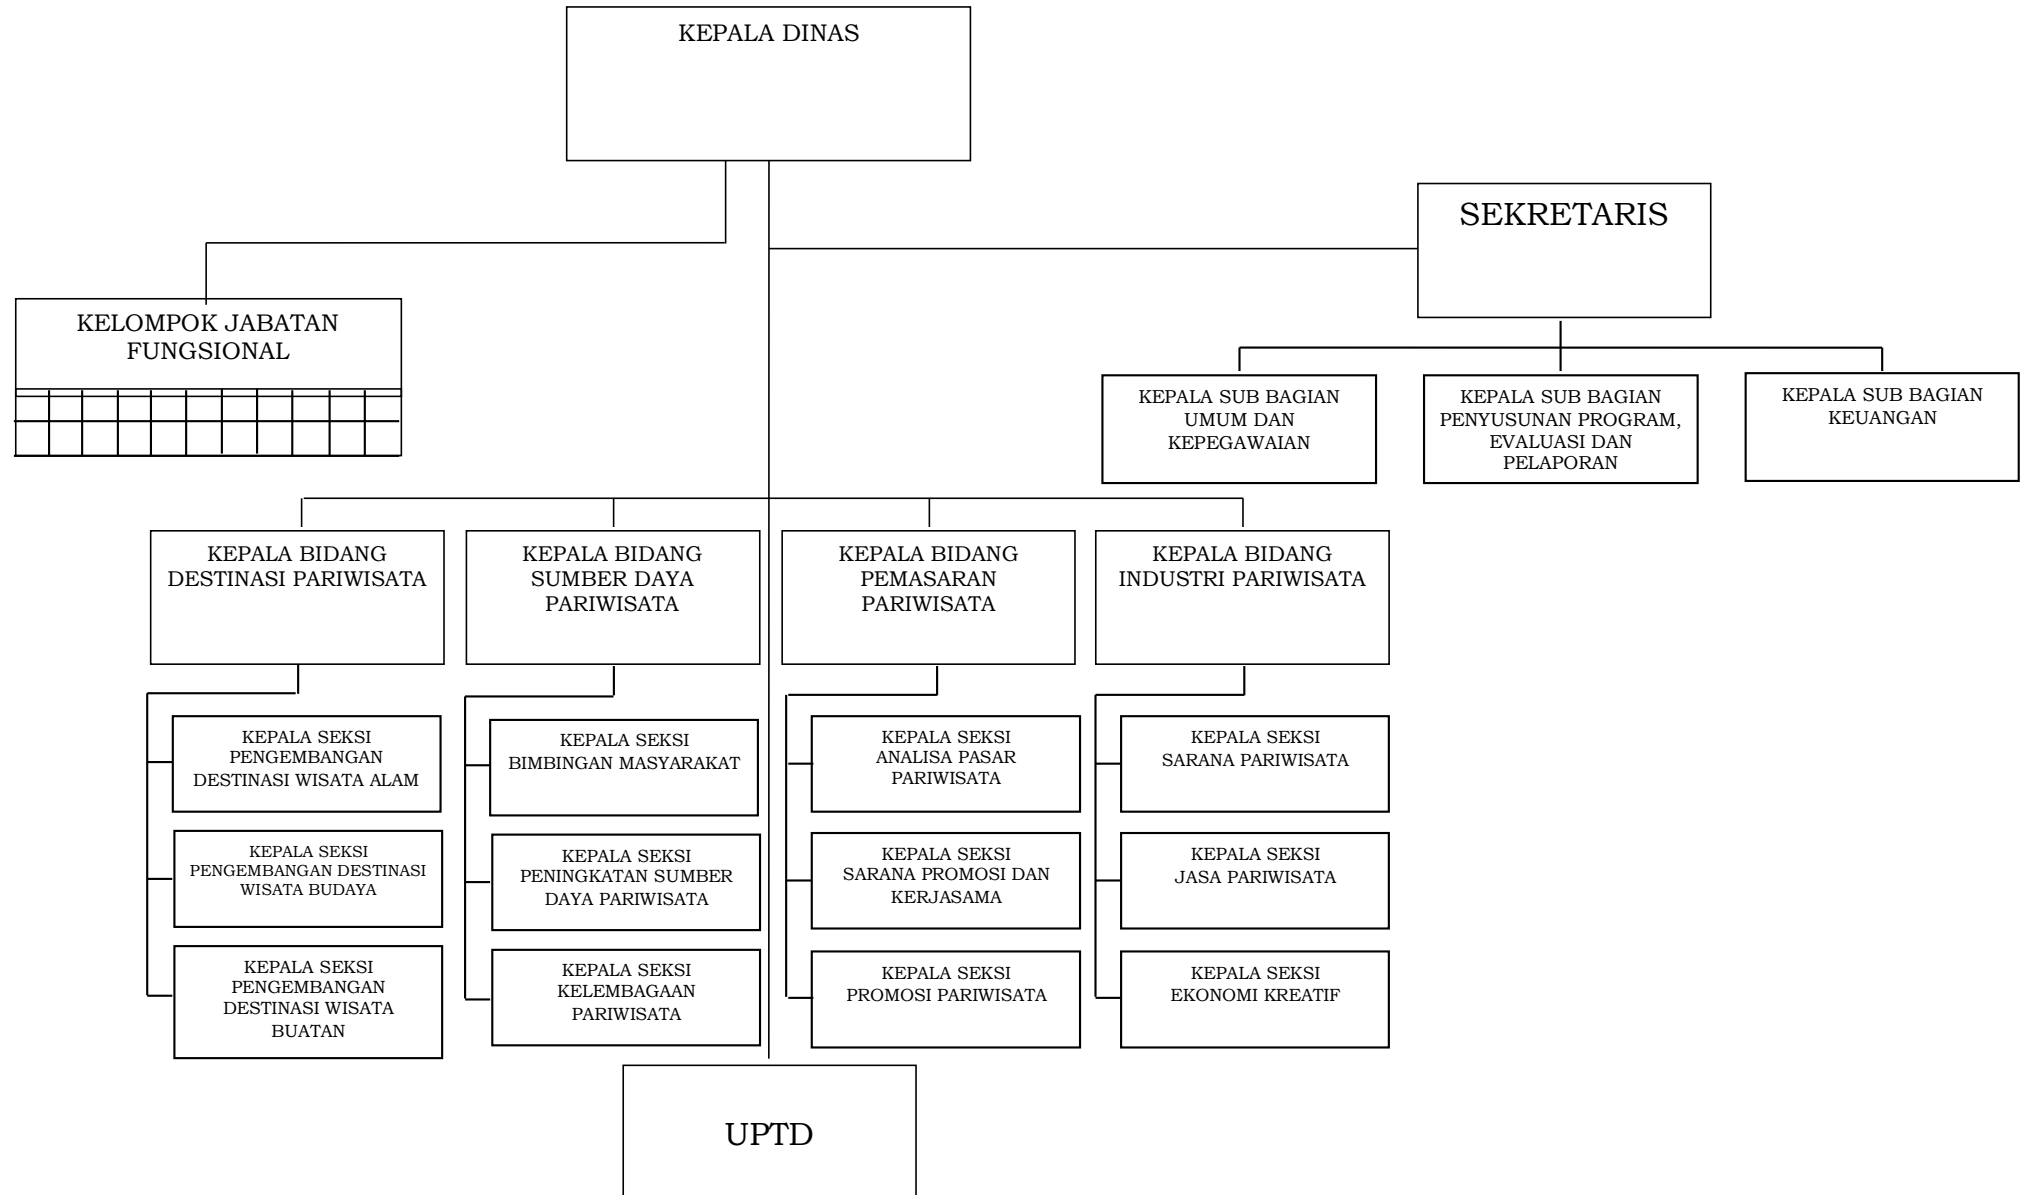 KEPALA DINAS
SEKRETARIS
KELOMPOK JABATAN
FUNGSIONAL
KEPALA SUB BAGIAN
UMUM DAN
KEPEGAWAIAN
KEPALA SUB BAGIAN
PENYUSUNAN PROGRAM,
EVALUASI DAN
PELAPORAN
KEPALA SUB BAGIAN
KEUANGAN
KEPALA BIDANG
DESTINASI PARIWISATA
KEPALA BIDANG
SUMBER DAYA
PARIWISATA
KEPALA BIDANG
PEMASARAN
PARIWISATA
KEPALA BIDANG
INDUSTRI PARIWISATA
KEPALA SEKSI
PENGEMBANGAN
DESTINASI WISATA ALAM
KEPALA SEKSI
BIMBINGAN MASYARAKAT
KEPALA SEKSI
ANALISA PASAR
PARIWISATA
KEPALA SEKSI
SARANA PARIWISATA
KEPALA SEKSI
PENGEMBANGAN DESTINASI
WISATA BUDAYA
KEPALA SEKSI
PENINGKATAN SUMBER
DAYA PARIWISATA
KEPALA SEKSI
SARANA PROMOSI DAN
KERJASAMA
KEPALA SEKSI
JASA PARIWISATA
KEPALA SEKSI
PENGEMBANGAN
DESTINASI WISATA
BUATAN
KEPALA SEKSI
KELEMBAGAAN
PARIWISATA
KEPALA SEKSI
PROMOSI PARIWISATA
KEPALA SEKSI
EKONOMI KREATIF
UPTD